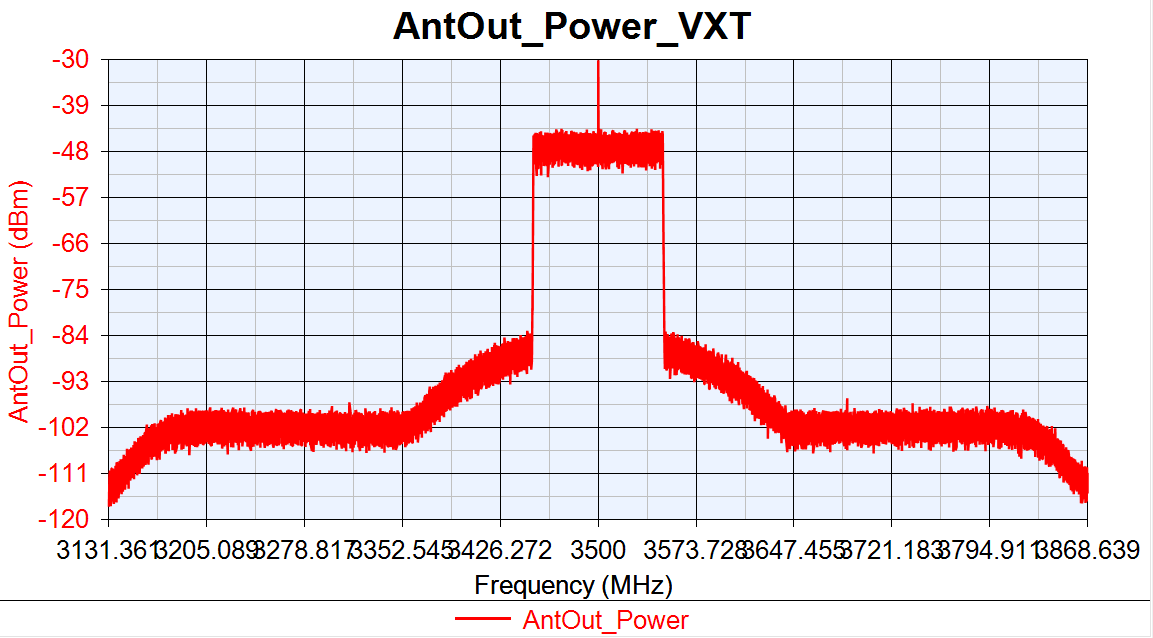 AntOut_Power_VXT
-30
-39
-48
-57
-66
-75
-84
-93
-102
-111
-120
AntOut_Power (dBm)
3131.361 3205.089 3278.817 3352.545 3426.272 3500 3573.728 3647.455 3721.183 3794.911 3868.639
Frequency (MHz)
AntOut_Power